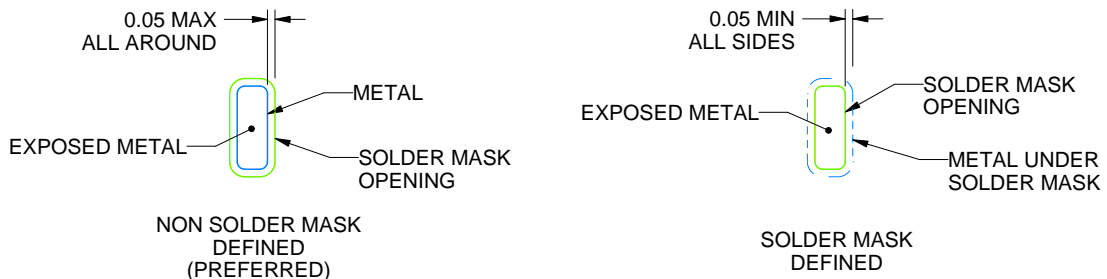 0.05 MAX
ALL AROUND
METAL
EXPOSED METAL
SOLDER MASK
OPENING
NON SOLDER MASK
DEFINED
(PREFERRED)
0.05 MIN
ALL SIDES
SOLDER MASK
OPENING
EXPOSED METAL
METAL UNDER
SOLDER MASK
SOLDER MASK
DEFINED